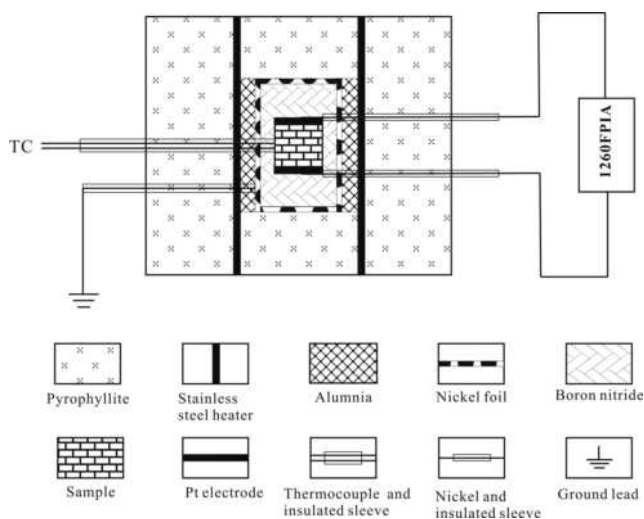 TC
1260FPIA
Pyrophyllite
Stainless
steel heater
Alumnia
Nickel foil
Boron nitride
Sample
Pt electrode
Thermocouple and
insulated sleeve
Nickel and
insulated sleeve
Ground lead